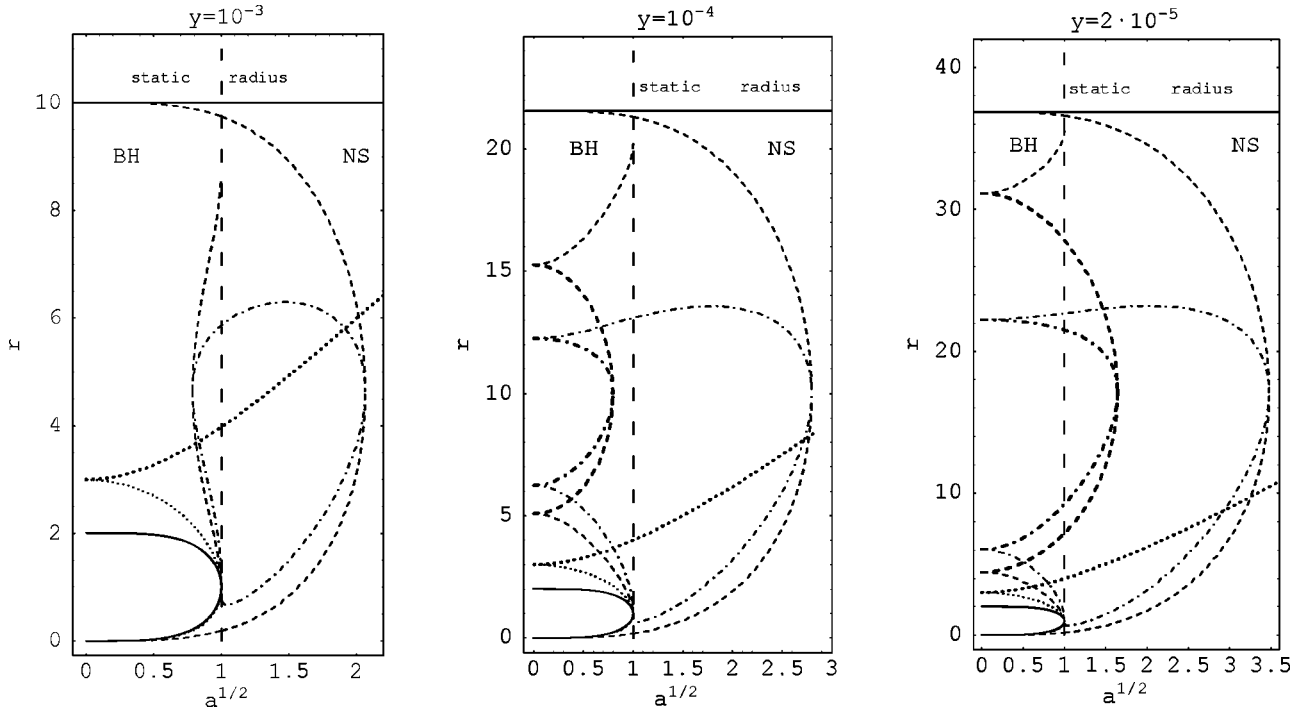 y=10⁻³
static radius
BH NS
r
10
8
6
4
2
0
0 0.5 1 1.5 2
a^{1/2}
y=10⁻⁴
static radius
BH NS
r
20
15
10
5
0
0 0.5 1 1.5 2 2.5 3
a^{1/2}
y=2·10⁻⁵
static radius
BH NS
r
40
30
20
10
0
0 0.5 1 1.5 2 2.5 3 3.5
a^{1/2}